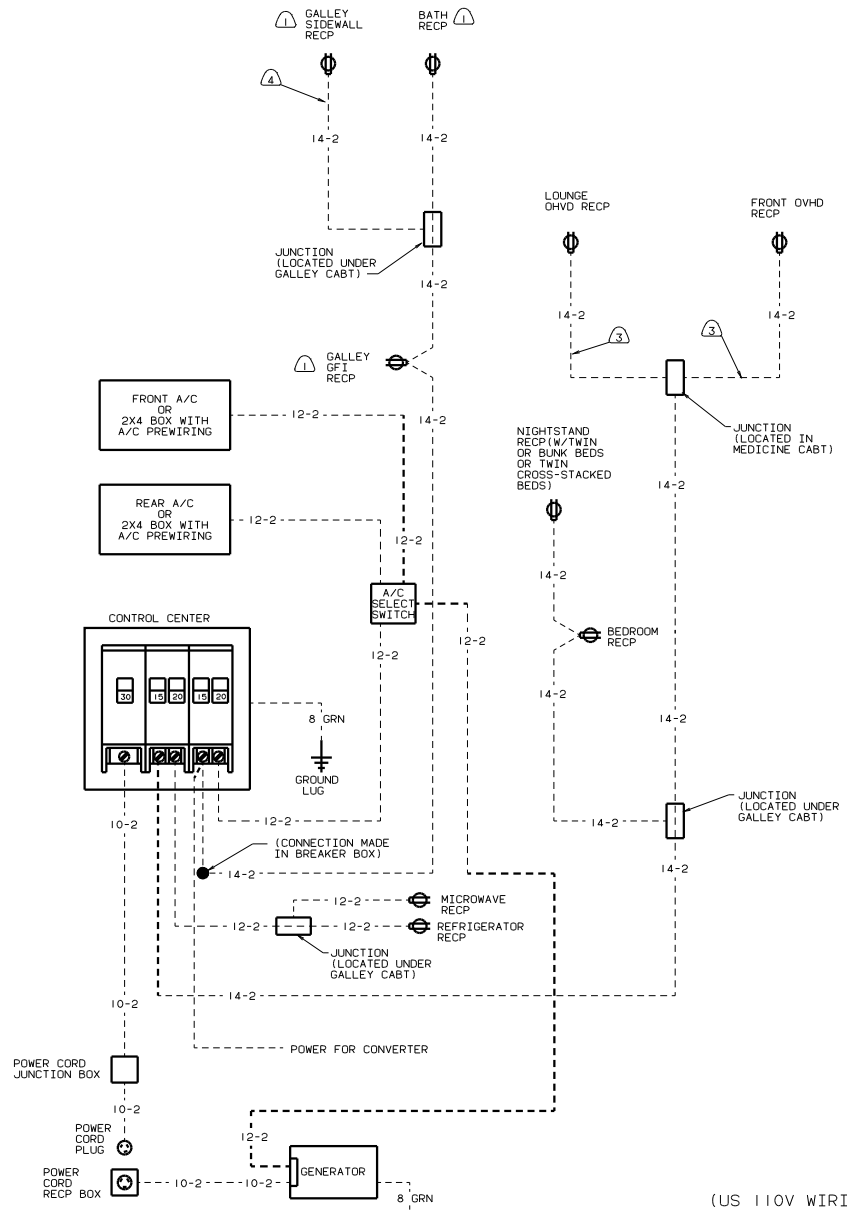 1
GALLEY
SIDEWALL
RECP
BATH
RECP
1
4
14-2
14-2
LOUNGE
OHVD RECP
FRONT OVHD
RECP
JUNCTION
(LOCATED UNDER
GALLEY CABT)
14-2
14-2
14-2
3
3
1
GALLEY
GFI
RECP
FRONT A/C
OR
2X4 BOX WITH
A/C PREWIRING
12-2
14-2
JUNCTION
(LOCATED IN
MEDICINE CABT)
NIGHTSTAND
RECP(W/TWIN
OR BUNK BEDS
OR TWIN
CROSS-STACKED
BEDS)
14-2
REAR A/C
OR
2X4 BOX WITH
A/C PREWIRING
12-2
12-2
14-2
A/C
SELECT
SWITCH
CONTROL CENTER
BEDROOM
RECP
12-2
12-2
30
15
20
15
20
14-2
8 GRN
14-2
GROUND
LUG
JUNCTION
(LOCATED UNDER
GALLEY CABT)
10-2
12-2
14-2
(CONNECTION MADE
IN BREAKER BOX)
14-2
14-2
12-2
MICROWAVE
RECP
12-2
12-2
REFRIGERATOR
RECP
JUNCTION
(LOCATED UNDER
GALLEY CABT)
14-2
10-2
POWER FOR CONVERTER
POWER CORD
JUNCTION BOX
10-2
POWER
CORD
PLUG
12-2
POWER
CORD
RECP BOX
10-2
10-2
GENERATOR
8 GRN
(US 110V WIRI